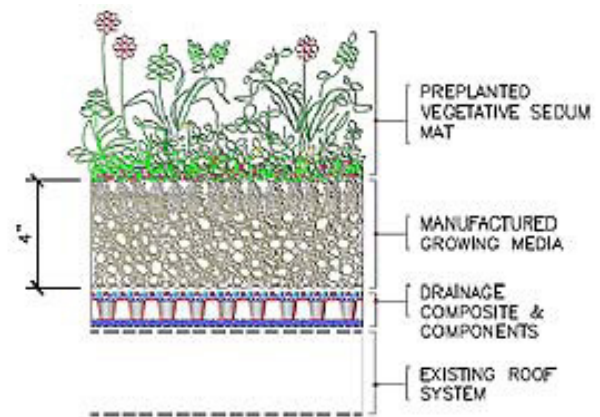 PREPLANTED
VEGETATIVE SEDUM
MAT
4"
MANUFACTURED
GROWING MEDIA
DRAINAGE
COMPOSITE &
COMPONENTS
EXISTING ROOF
SYSTEM